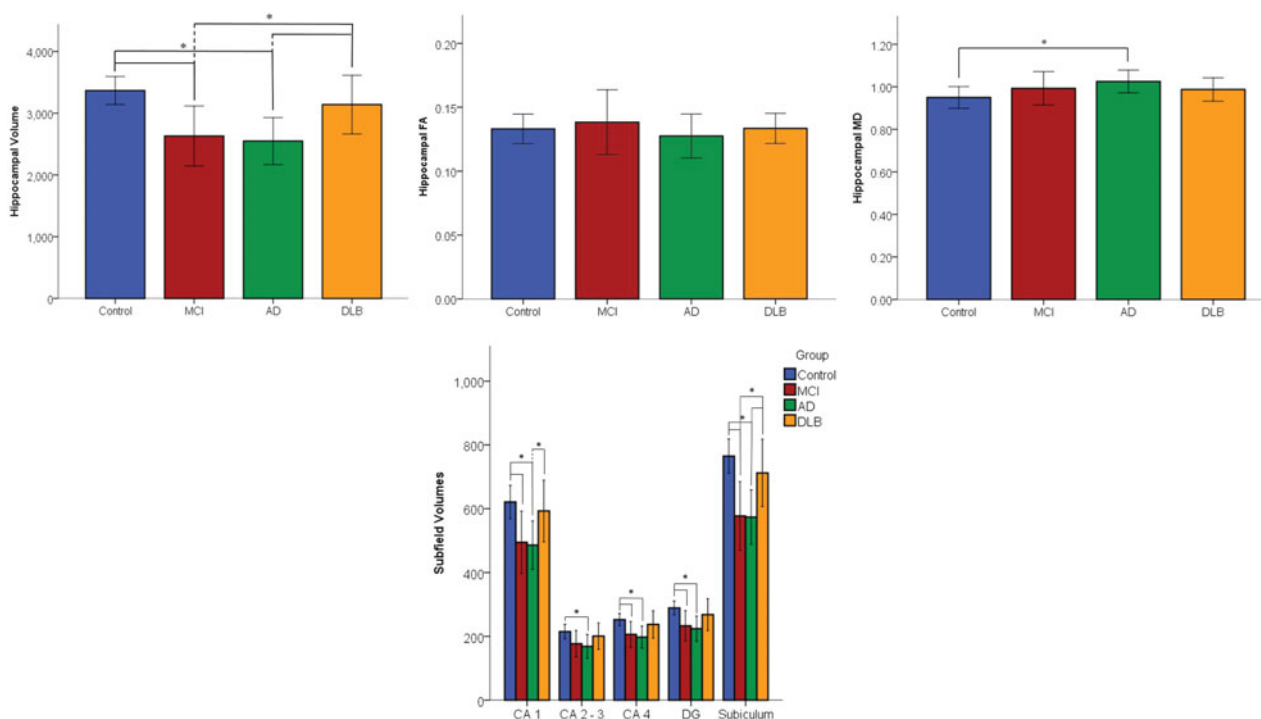 *
*
4,000
3,000
2,000
1,000
0
Hippocampal Volume
Control MCI AD DLB
0.20
0.15
0.10
0.05
0.00
Hippocampal FA
Control MCI AD DLB
*
1.20
1.00
0.80
0.60
0.40
0.20
0.00
Hippocampal MD
Control MCI AD DLB
Group
Control
MCI
AD
DLB
1,000
800
600
400
200
0
Subfield Volumes
* * * * * * *
CA 1 CA 2 - 3 CA 4 DG Subiculum